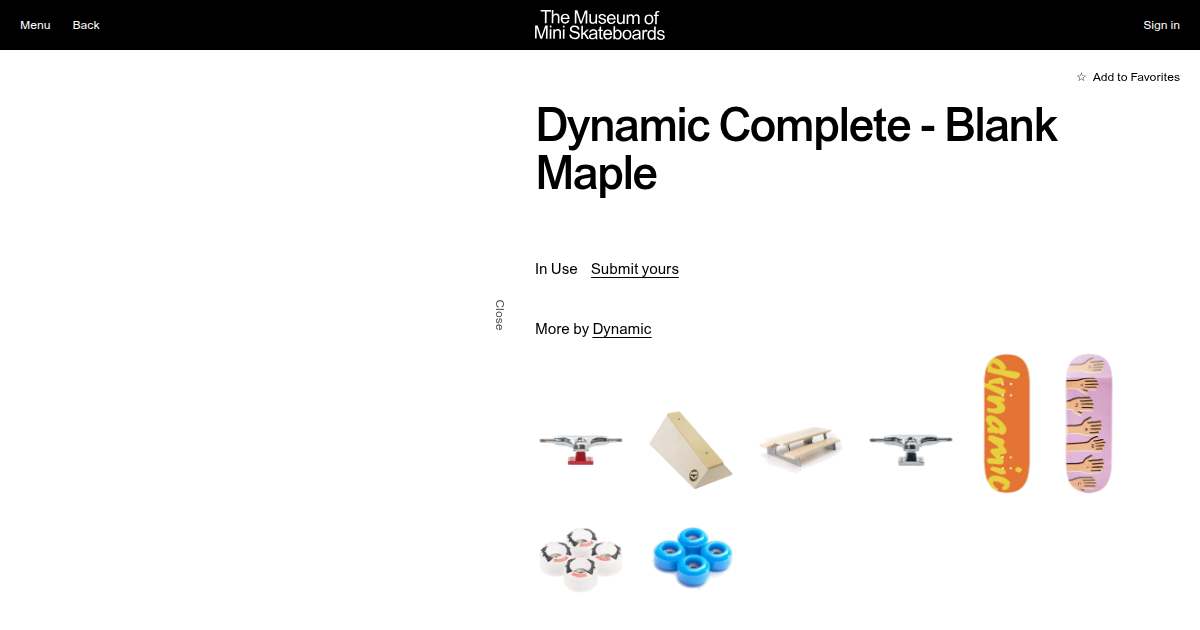 Menu
Back
The Museum of
Mini Skateboards
Sign in
☆ Add to Favorites
Dynamic Complete - Blank
Maple
In Use Submit yours
Close
More by Dynamic
dynamic